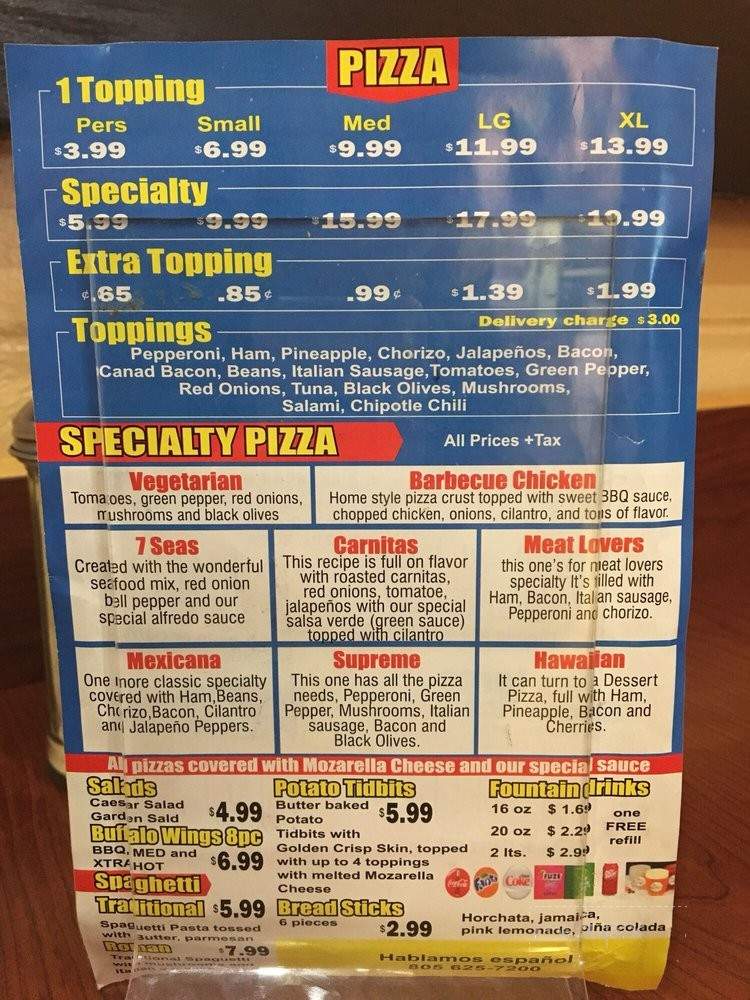 PIZZA
1 Topping
Pers Small Med LG XL
$3.99 $6.99 $9.99 $11.99 $13.99
Specialty
$5.99 $9.99 $15.99 $17.99 $19.99
Extra Topping
¢.65 .85¢ .99¢ $1.39 $1.99
Toppings
Delivery charge $3.00
Pepperoni, Ham, Pineapple, Chorizo, Jalapeños, Bacon,
Canad Bacon, Beans, Italian Sausage,Tomatoes, Green Pepper,
Red Onions, Tuna, Black Olives, Mushrooms,
Salami, Chipotle Chili
SPECIALTY PIZZA
All Prices +Tax
Vegetarian
Tomatoes, green pepper, red onions,
mushrooms and black olives
Barbecue Chicken
Home style pizza crust topped with sweet BBQ sauce,
chopped chicken, onions, cilantro, and tons of flavor.
7 Seas
Created with the wonderful
seafood mix, red onion
bell pepper and our
special alfredo sauce
Carnitas
This recipe is full on flavor
with roasted carnitas,
red onions, tomatoe,
jalapeños with our special
salsa verde (green sauce)
topped with cilantro
Meat Lovers
this one's for meat lovers
specialty It's filled with
Ham, Bacon, Italian sausage,
Pepperoni and chorizo.
Mexicana
One more classic specialty
covered with Ham,Beans,
Chorizo,Bacon, Cilantro
and Jalapeño Peppers.
Supreme
This one has all the pizza
needs, Pepperoni, Green
Pepper, Mushrooms, Italian
sausage, Bacon and
Black Olives.
Hawaiian
It can turn to a Dessert
Pizza, full with Ham,
Pineapple, Bacon and
Cherries.
All pizzas covered with Mozarella Cheese and our special sauce
Salads
Caesar Salad
Garden Sald
$4.99
Buffalo Wings 8pc
BBQ, MED and
XTRA HOT
$6.99
Spaghetti
Traditional $5.99
Spaguetti Pasta tossed
with Butter, parmesan
Roman $7.99
Traditional Spaguetti
with mushrooms and
Potato Tidbits
Butter baked
Potato
$5.99
Tidbits with
Golden Crisp Skin, topped
with up to 4 toppings
with melted Mozarella
Cheese
Bread Sticks
6 pieces
$2.99
Fountain drinks
16 oz $ 1.69
20 oz $ 2.29
2 lts. $ 2.99
one
FREE
refill
Coca-Cola
Fanta
Coke
FUZE
Horchata, jamaica,
pink lemonade, piña colada
Hablamos español
805 625-7200